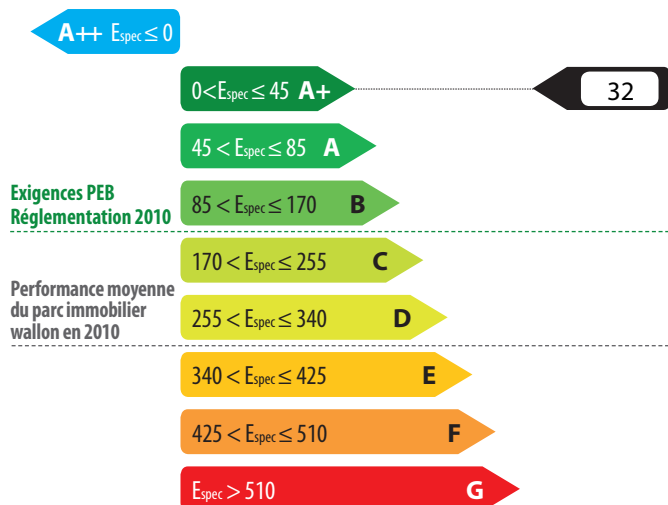 A++ Espec ≤ 0
0<Espec ≤ 45 A+
32
45 < Espec ≤ 85 A
Exigences PEB
Réglementation 2010
85 < Espec ≤ 170 B
170 < Espec ≤ 255 C
Performance moyenne
du parc immobilier
wallon en 2010
255 < Espec ≤ 340 D
340 < Espec ≤ 425 E
425 < Espec ≤ 510 F
Espec > 510 G